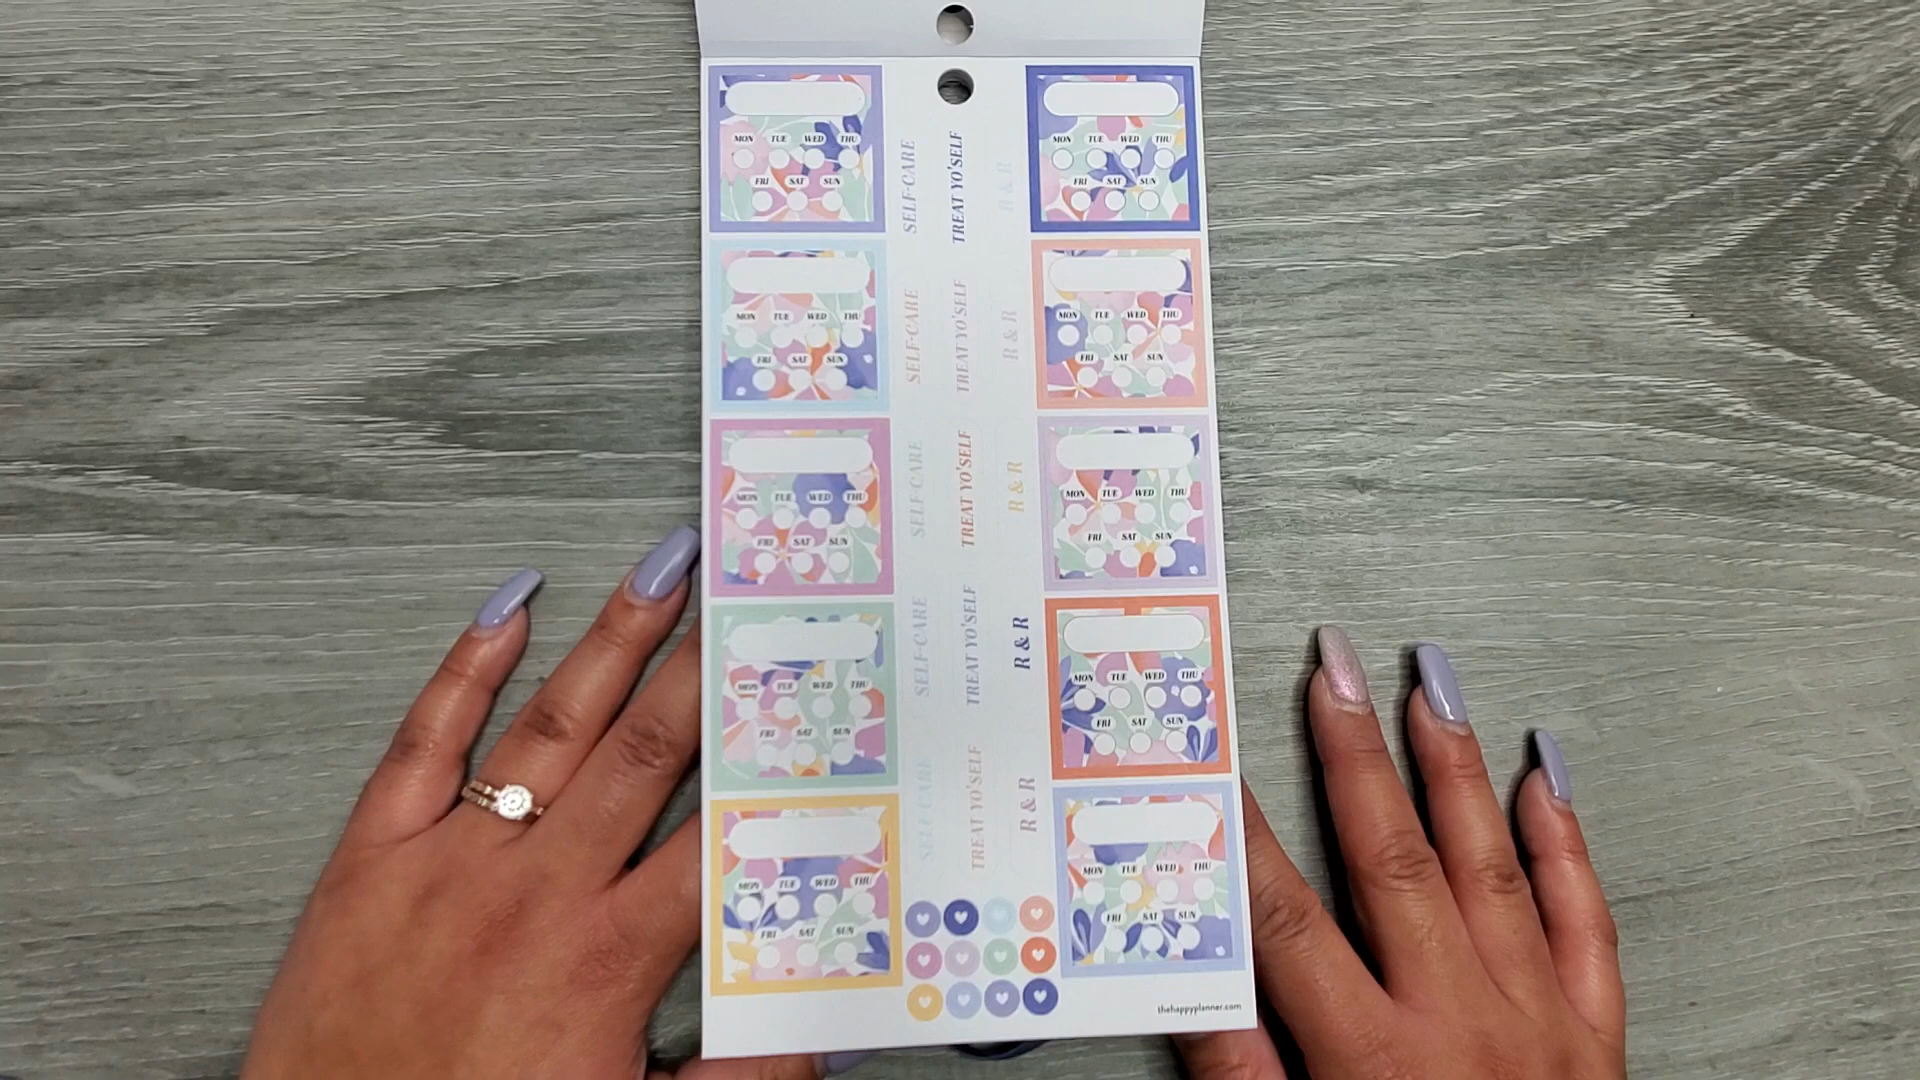 MON TUE WED THU
FRI SAT SUN
MON TUE WED THU
FRI SAT SUN
MON TUE WED THU
FRI SAT SUN
MON TUE WED THU
FRI SAT SUN
MON TUE WED THU
FRI SAT SUN
SELF-CARE
SELF-CARE
SELF-CARE
SELF-CARE
SELF-CARE
TREAT YO'SELF
TREAT YO'SELF
TREAT YO'SELF
TREAT YO'SELF
TREAT YO'SELF
R & R
R & R
R & R
R & R
R & R
MON TUE WED THU
FRI SAT SUN
MON TUE WED THU
FRI SAT SUN
MON TUE WED THU
FRI SAT SUN
MON TUE WED THU
FRI SAT SUN
MON TUE WED THU
FRI SAT SUN
thehappyplanner.com